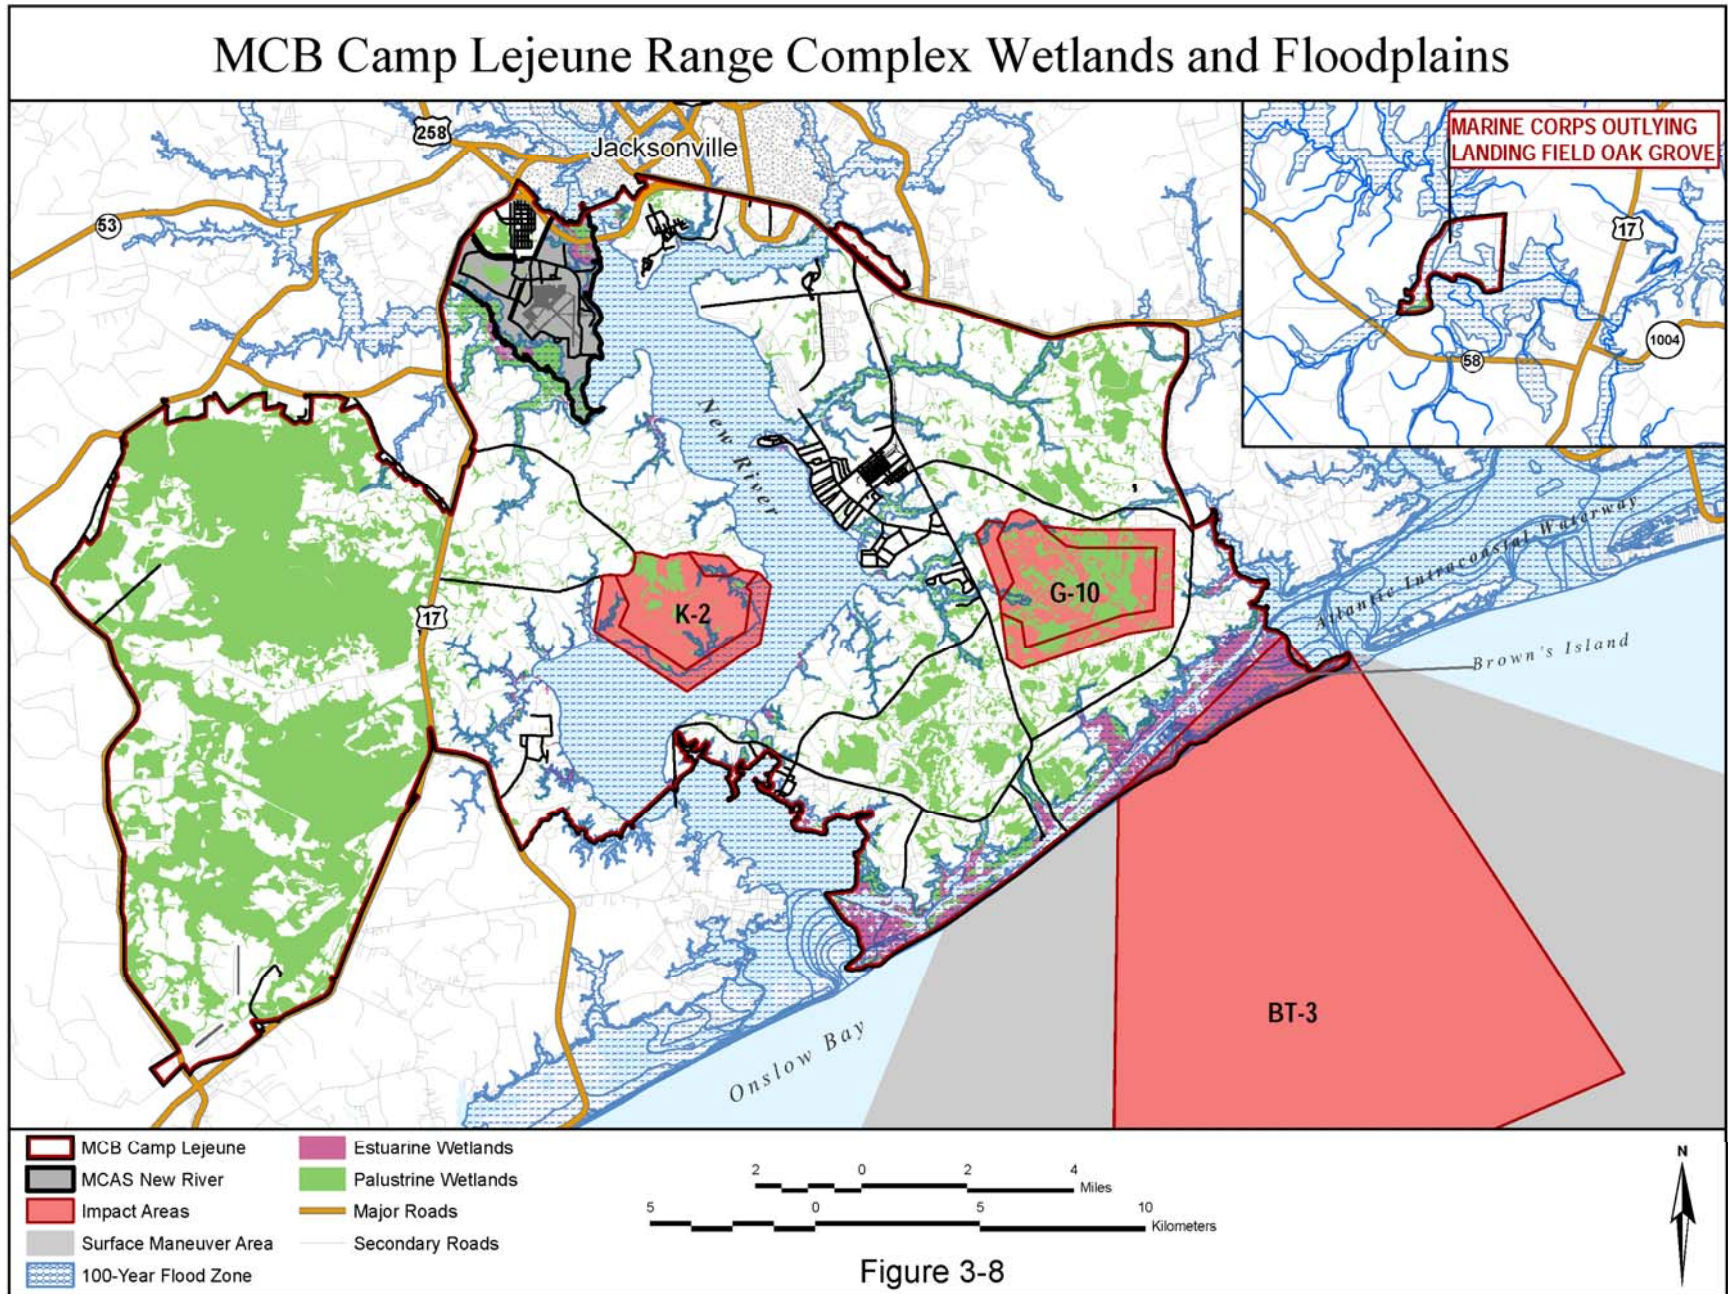 MCB Camp Lejeune Range Complex Wetlands and Floodplains
258
Jacksonville
53
MARINE CORPS OUTLYING
LANDING FIELD OAK GROVE
17
1004
58
New River
Atlantic Intracoastal Waterway
K-2
G-10
17
Brown's Island
BT-3
Onslow Bay
MCB Camp Lejeune
MCAS New River
Impact Areas
Surface Maneuver Area
100-Year Flood Zone
Estuarine Wetlands
Palustrine Wetlands
Major Roads
Secondary Roads
2 0 2 4
Miles
5 0 5 10
Kilometers
N
Figure 3-8